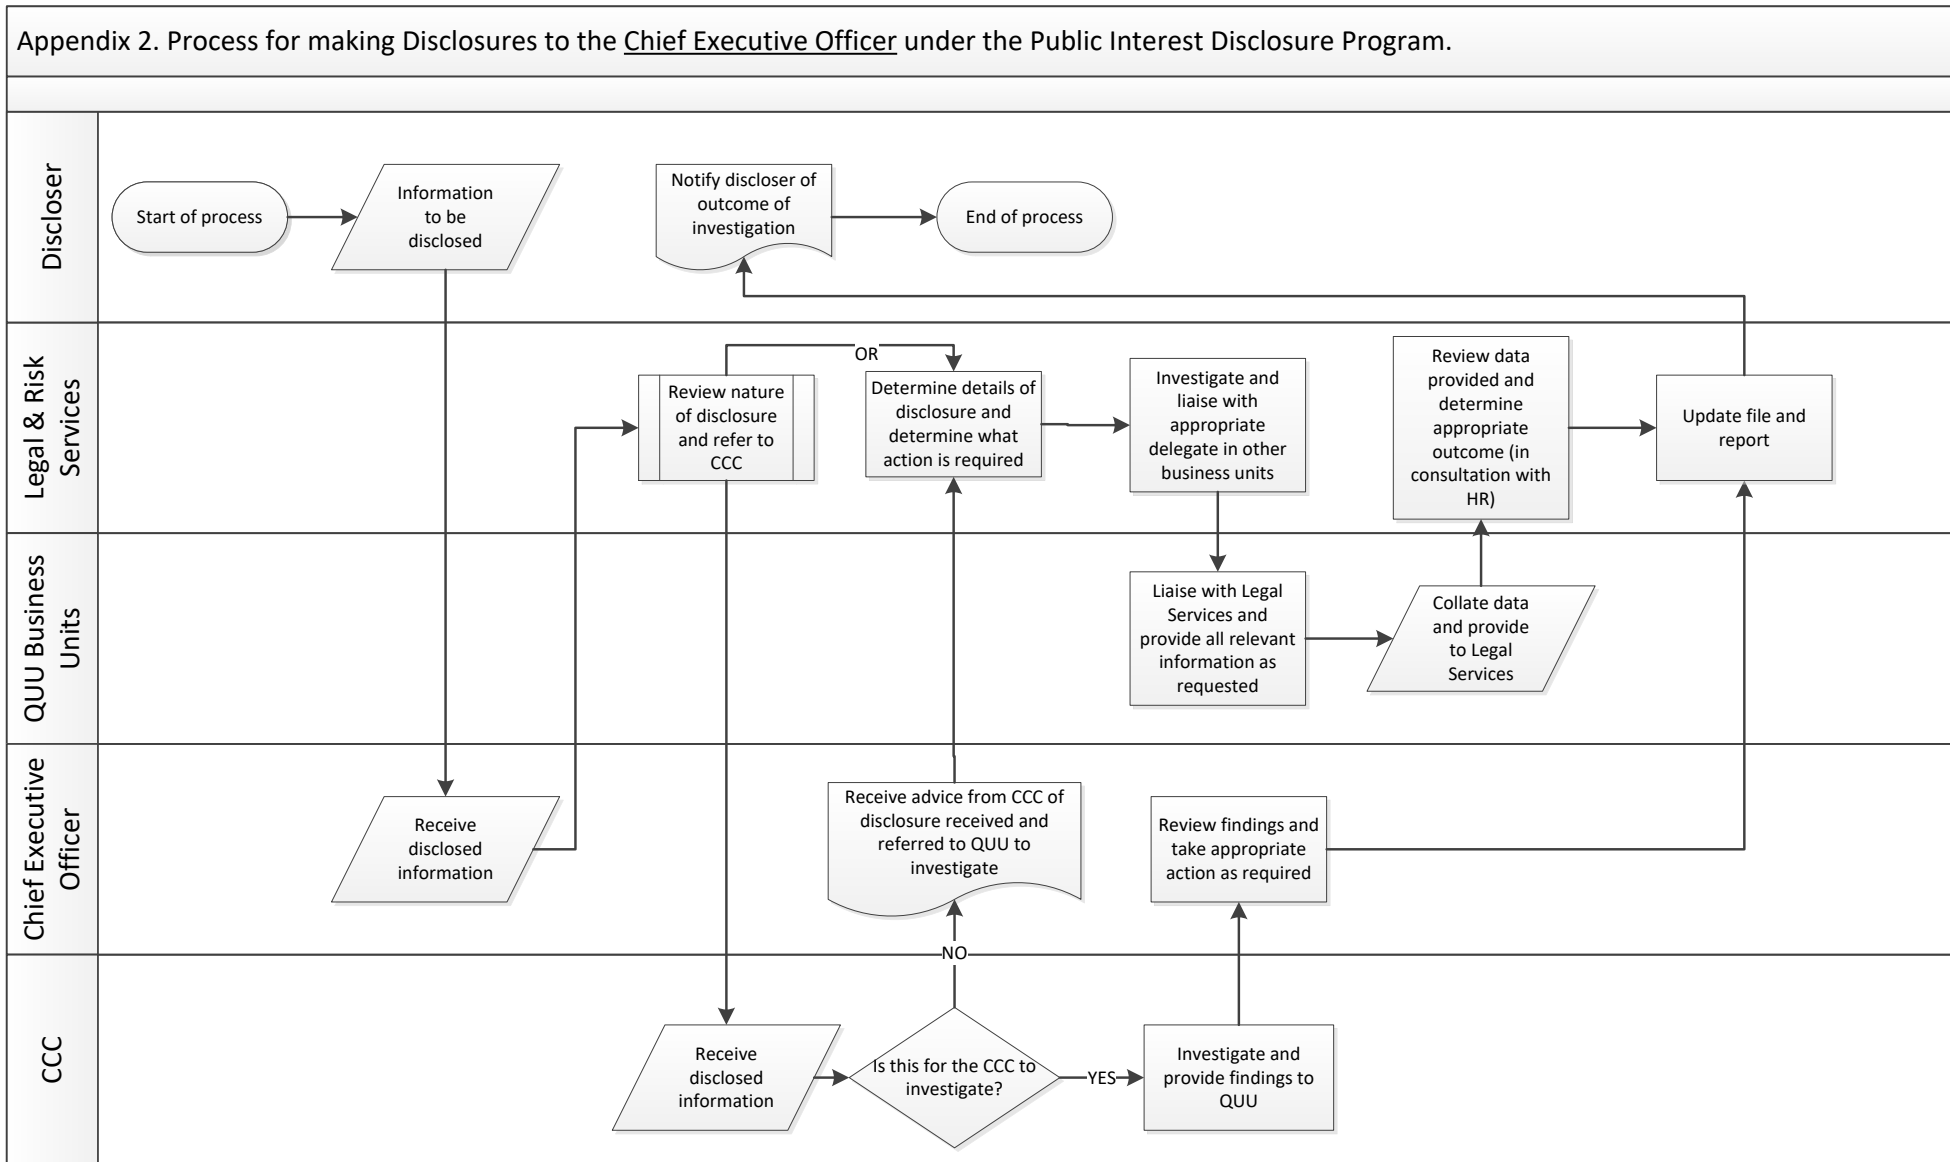 Appendix 2. Process for making Disclosures to the Chief Executive Officer under the Public Interest Disclosure Program.
Discloser
Start of process
Information
to be
disclosed
Notify discloser of
outcome of
investigation
End of process
Legal & Risk
Services
Review nature
of disclosure
and refer to
CCC
OR
Determine details of
disclosure and
determine what
action is required
Investigate and
liaise with
appropriate
delegate in other
business units
Review data
provided and
determine
appropriate
outcome (in
consultation with
HR)
Update file and
report
QUU Business
Units
Liaise with Legal
Services and
provide all relevant
information as
requested
Collate data
and provide
to Legal
Services
Chief Executive
Officer
Receive
disclosed
information
Receive advice from CCC of
disclosure received and
referred to QUU to
investigate
Review findings and
take appropriate
action as required
NO
CCC
Receive
disclosed
information
Is this for the CCC to
investigate?
YES
Investigate and
provide findings to
QUU